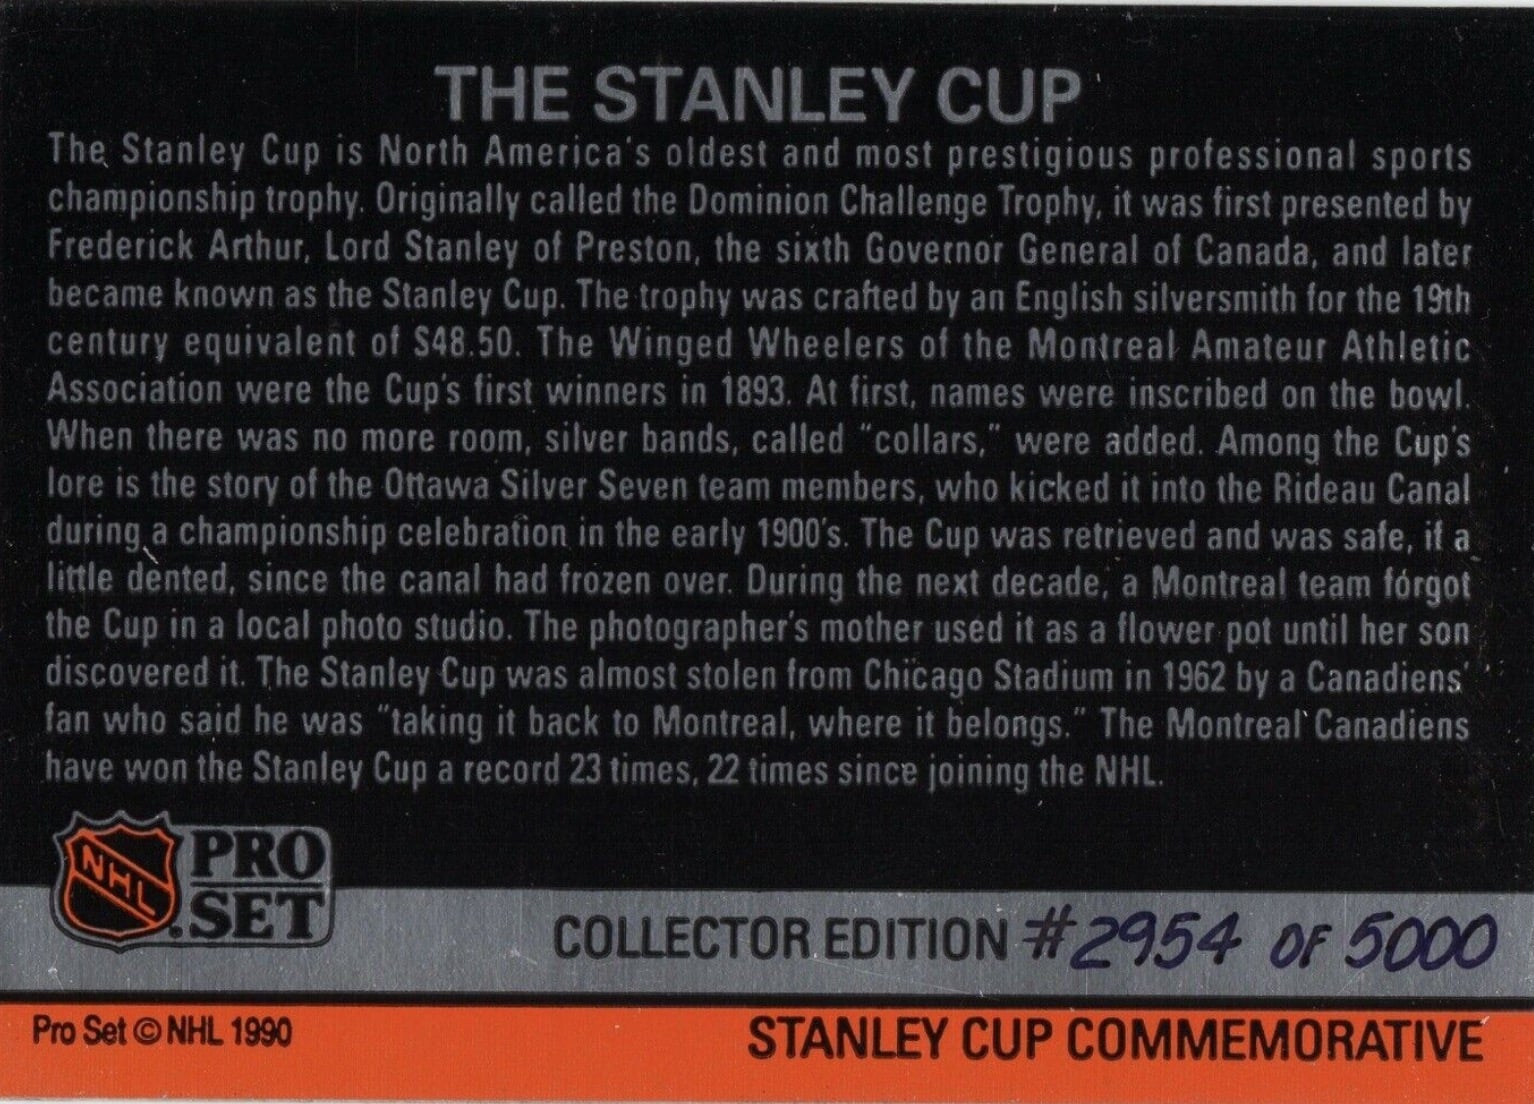 THE STANLEY CUP
The Stanley Cup is North America's oldest and most prestigious professional sports
championship trophy. Originally called the Dominion Challenge Trophy, it was first presented by
Frederick Arthur, Lord Stanley of Preston, the sixth Governor General of Canada, and later
became known as the Stanley Cup. The trophy was crafted by an English silversmith for the 19th
century equivalent of $48.50. The Winged Wheelers of the Montreal Amateur Athletic
Association were the Cup's first winners in 1893. At first, names were inscribed on the bowl.
When there was no more room, silver bands, called "collars," were added. Among the Cup's
lore is the story of the Ottawa Silver Seven team members, who kicked it into the Rideau Canal
during a championship celebration in the early 1900's. The Cup was retrieved and was safe, if a
little dented, since the canal had frozen over. During the next decade, a Montreal team forgot
the Cup in a local photo studio. The photographer's mother used it as a flower pot until her son
discovered it. The Stanley Cup was almost stolen from Chicago Stadium in 1962 by a Canadiens'
fan who said he was "taking it back to Montreal, where it belongs." The Montreal Canadiens
have won the Stanley Cup a record 23 times, 22 times since joining the NHL.
NHL PRO
SET
COLLECTOR EDITION #2954 OF 5000
Pro Set © NHL 1990
STANLEY CUP COMMEMORATIVE